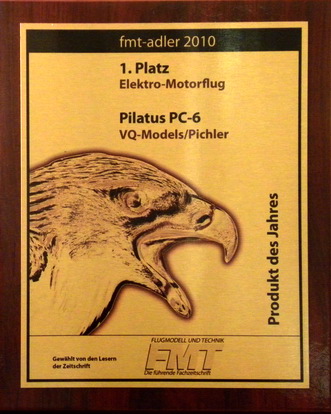 fmt-adler 2010
1. Platz
Elektro-Motorflug
Pilatus PC-6
VQ-Models/Pichler
Produkt des Jahres
Gewählt von den Lesern
der Zeitschrift
FLUGMODELL UND TECHNIK
FMT
Die führende Fachzeitschrift